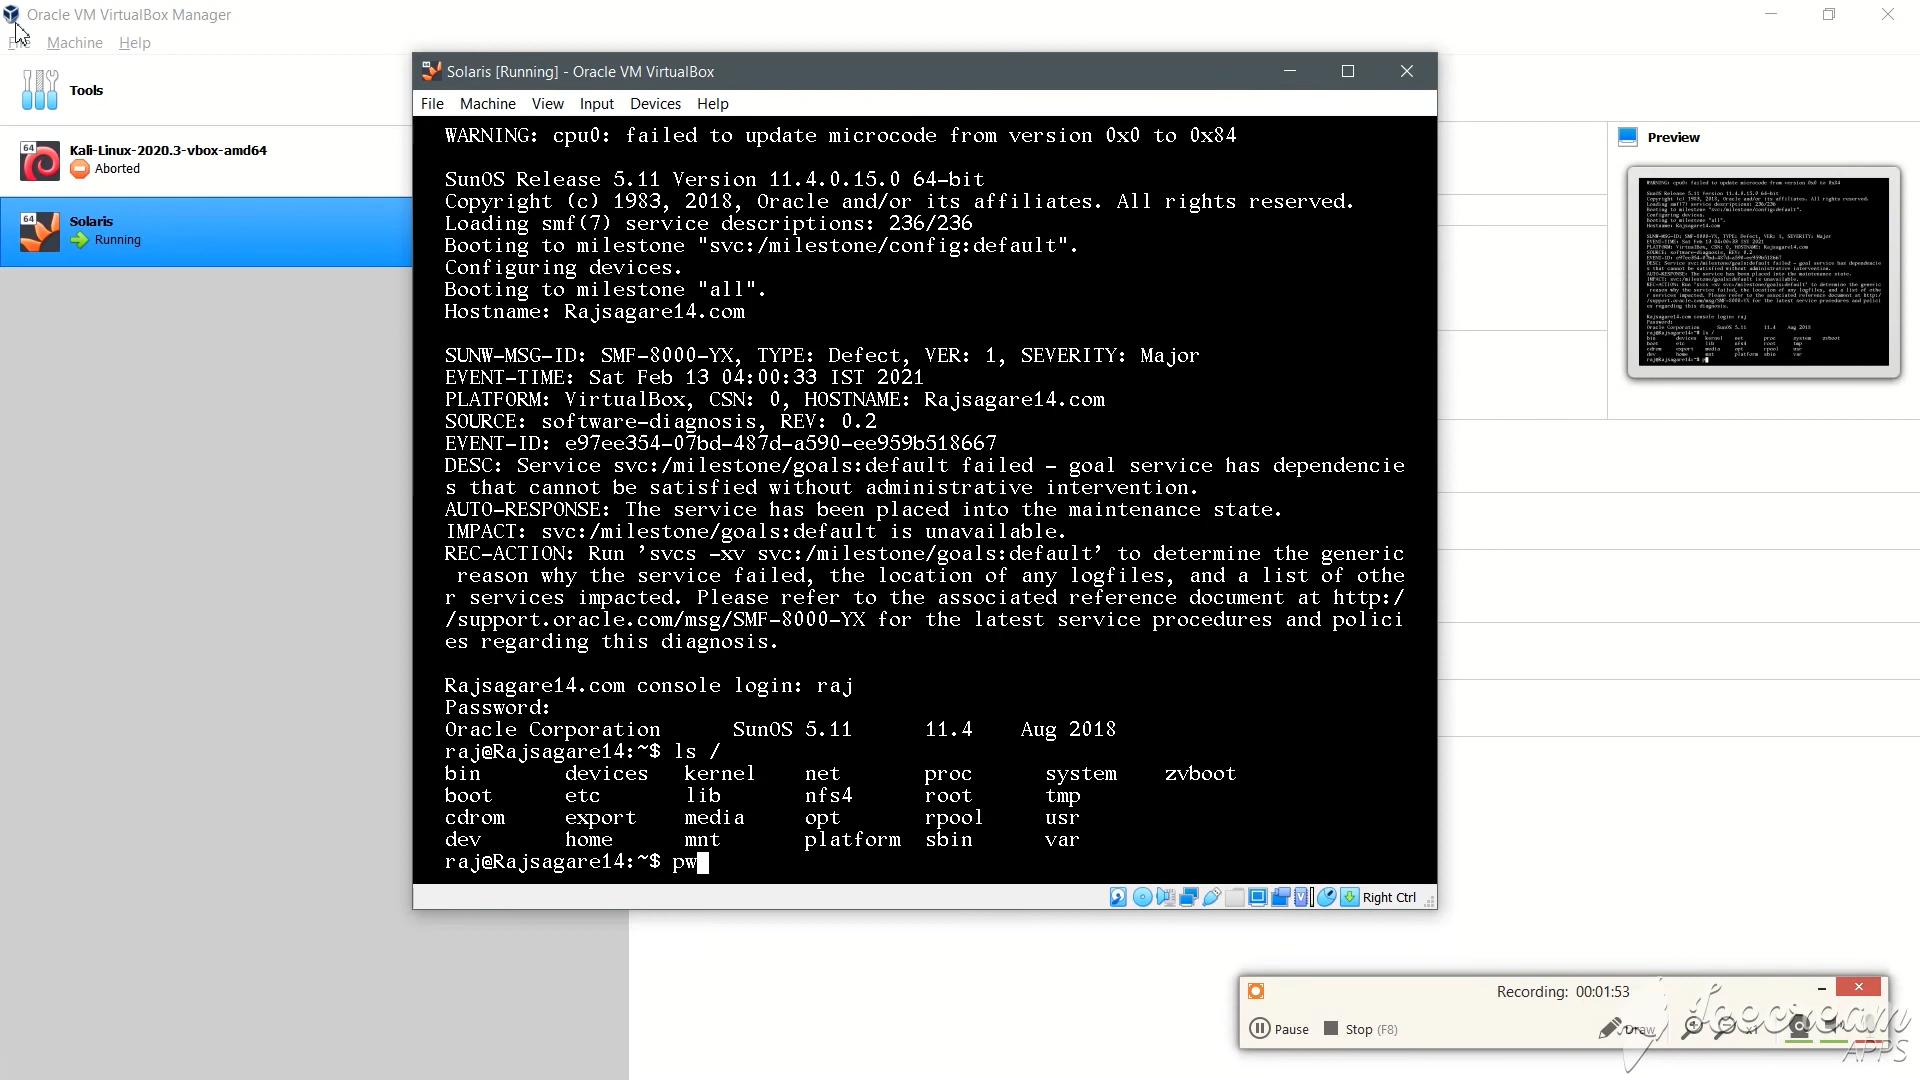 Oracle VM VirtualBox Manager
File Machine Help
Tools
Kali-Linux-2020.3-vbox-amd64
Aborted
Solaris
Running
Preview
Solaris [Running] - Oracle VM VirtualBox
File Machine View Input Devices Help
WARNING: cpu0: failed to update microcode from version 0x0 to 0x84
SunOS Release 5.11 Version 11.4.0.15.0 64-bit
Copyright (c) 1983, 2018, Oracle and/or its affiliates. All rights reserved.
Loading smf(7) service descriptions: 236/236
Booting to milestone "svc:/milestone/config:default".
Configuring devices.
Booting to milestone "all".
Hostname: Rajsagare14.com
SUNW-MSG-ID: SMF-8000-YX, TYPE: Defect, VER: 1, SEVERITY: Major
EVENT-TIME: Sat Feb 13 04:00:33 IST 2021
PLATFORM: VirtualBox, CSN: 0, HOSTNAME: Rajsagare14.com
SOURCE: software-diagnosis, REV: 0.2
EVENT-ID: e97ee354-07bd-487d-a590-ee959b518667
DESC: Service svc:/milestone/goals:default failed - goal service has dependencie
s that cannot be satisfied without administrative intervention.
AUTO-RESPONSE: The service has been placed into the maintenance state.
IMPACT: svc:/milestone/goals:default is unavailable.
REC-ACTION: Run 'svcs -xv svc:/milestone/goals:default' to determine the generic
 reason why the service failed, the location of any logfiles, and a list of othe
r services impacted. Please refer to the associated reference document at http:/
/support.oracle.com/msg/SMF-8000-YX for the latest service procedures and polici
es regarding this diagnosis.
Rajsagare14.com console login: raj
Password:
Oracle Corporation SunOS 5.11 11.4 Aug 2018
raj@Rajsagare14:~$ ls /
bin devices kernel net proc system zvboot
boot etc lib nfs4 root tmp
cdrom export media opt rpool usr
dev home mnt platform sbin var
raj@Rajsagare14:~$ pw
Right Ctrl
Recording: 00:01:53
Pause Stop (F8) Draw x1
Icecream
APPS